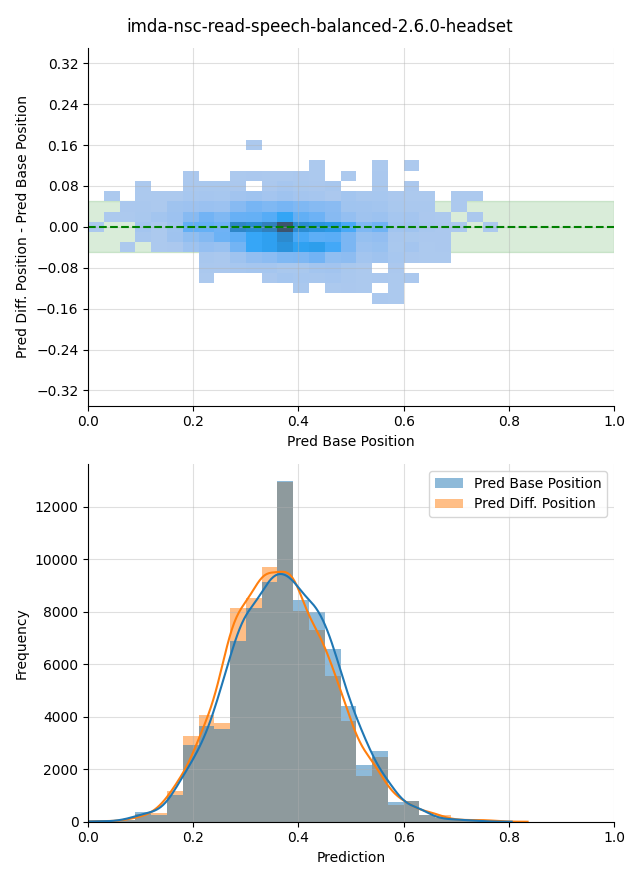 imda-nsc-read-speech-balanced-2.6.0-headset
Pred Diff. Position - Pred Base Position
0.32
0.24
0.16
0.08
0.00
−0.08
−0.16
−0.24
−0.32
0.0 0.2 0.4 0.6 0.8 1.0
Pred Base Position
Frequency
12000
10000
8000
6000
4000
2000
0
Pred Base Position
Pred Diff. Position
0.0 0.2 0.4 0.6 0.8 1.0
Prediction